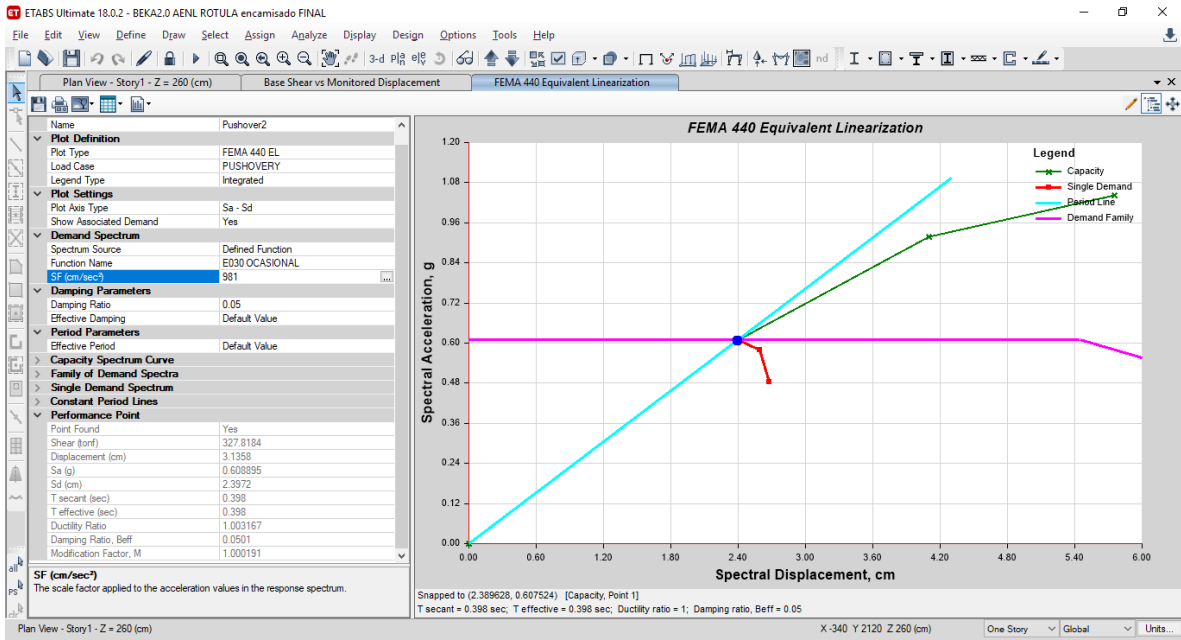 ETABS Ultimate 18.0.2 - BEKA2.0 AENL ROTULA encamisado FINAL
File Edit View Define Draw Select Assign Analyze Display Design Options Tools Help
3-d
nd
Plan View - Story1 - Z = 260 (cm)
Base Shear vs Monitored Displacement
FEMA 440 Equivalent Linearization
Name Pushover2
Plot Definition
Plot Type FEMA 440 EL
Load Case PUSHOVERY
Legend Type Integrated
Plot Settings
Plot Axis Type Sa - Sd
Show Associated Demand Yes
Demand Spectrum
Spectrum Source Defined Function
Function Name E030 OCASIONAL
SF (cm/sec²) 981 ...
Damping Parameters
Damping Ratio 0.05
Effective Damping Default Value
Period Parameters
Effective Period Default Value
Capacity Spectrum Curve
Family of Demand Spectra
Single Demand Spectrum
Constant Period Lines
Performance Point
Point Found Yes
Shear (tonf) 327.8184
Displacement (cm) 3.1358
Sa (g) 0.608895
Sd (cm) 2.3972
T secant (sec) 0.398
T effective (sec) 0.398
Ductility Ratio 1.003167
Damping Ratio, Beff 0.0501
Modification Factor, M 1.000191
SF (cm/sec²)
The scale factor applied to the acceleration values in the response spectrum.
all
PS
clr
FEMA 440 Equivalent Linearization
Legend
Capacity
Single Demand
Period Line
Demand Family
Spectral Acceleration, g
1.20
1.08
0.96
0.84
0.72
0.60
0.48
0.36
0.24
0.12
0.00
0.00 0.60 1.20 1.80 2.40 3.00 3.60 4.20 4.80 5.40 6.00
Spectral Displacement, cm
Snapped to (2.389628, 0.607524) [Capacity, Point 1]
T secant = 0.398 sec; T effective = 0.398 sec; Ductility ratio = 1; Damping ratio, Beff = 0.05
Plan View - Story1 - Z = 260 (cm) X -340 Y 2120 Z 260 (cm) One Story Global Units...